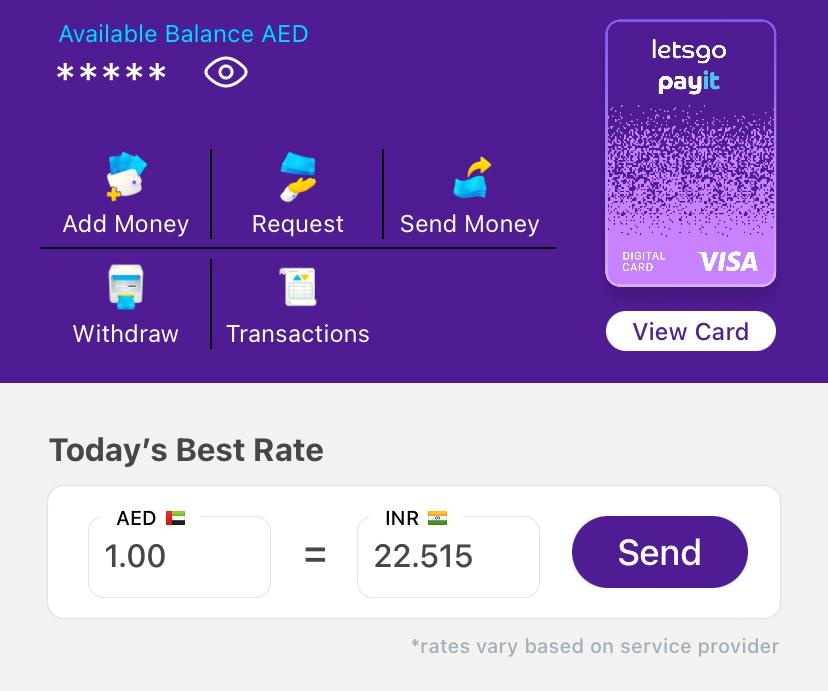 Available Balance AED
*****
letsgo
payit
Add Money
Request
Send Money
DIGITAL
CARD
VISA
Withdraw
Transactions
View Card
Today’s Best Rate
AED
INR
1.00
=
22.515
Send
*rates vary based on service provider